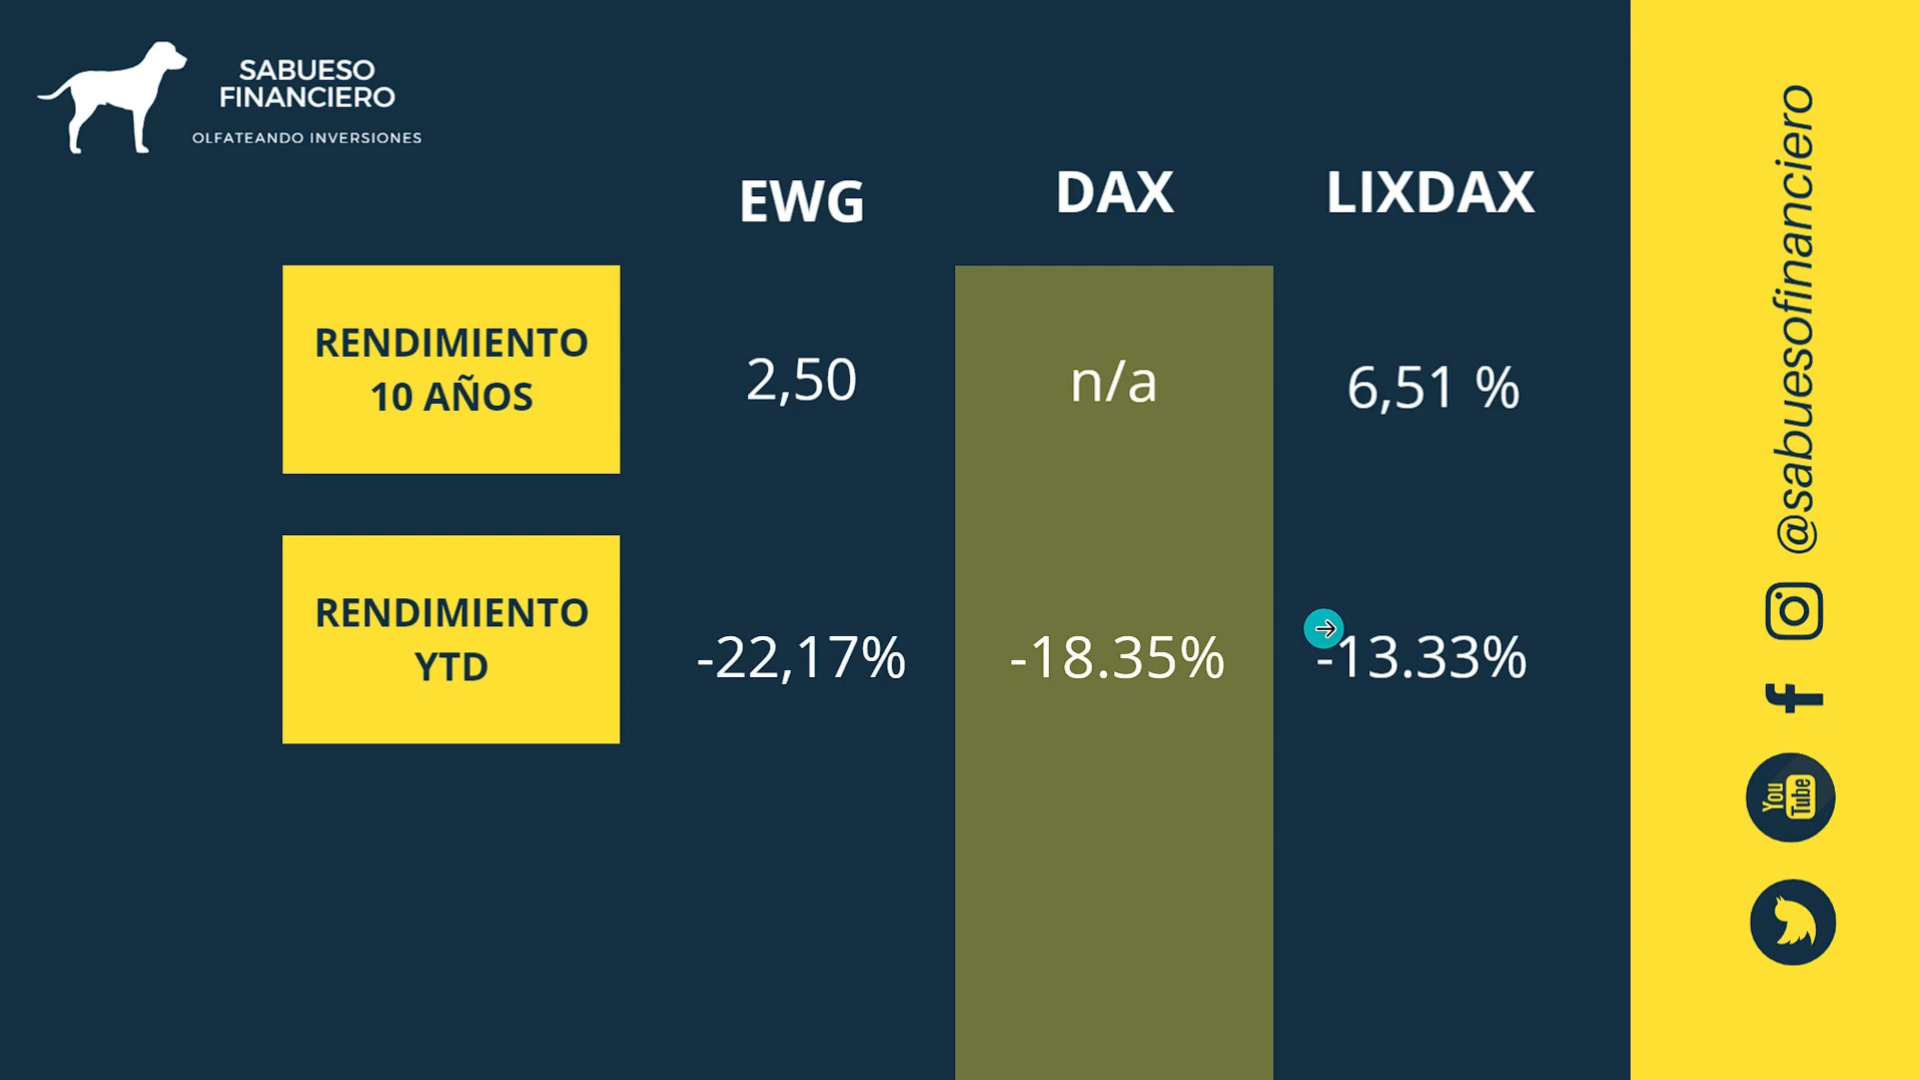 SABUESO
FINANCIERO
OLFATEANDO INVERSIONES
EWG
DAX
LIXDAX
RENDIMIENTO
10 AÑOS
2,50
n/a
6,51 %
RENDIMIENTO
YTD
-22,17%
-18.35%
-13.33%
@sabuesofinanciero
You
Tube